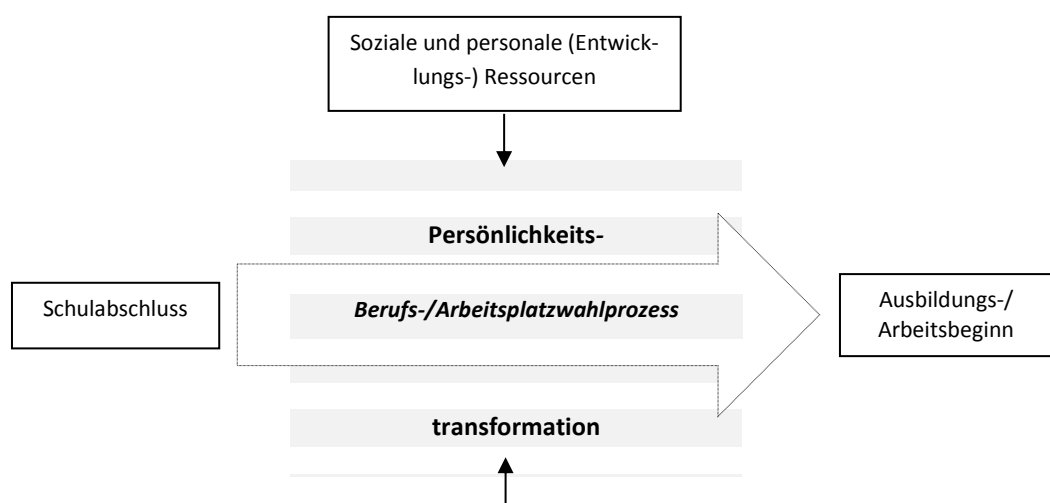 Soziale und personale (Entwick-
lungs-) Ressourcen
Persönlichkeits-
Schulabschluss
Berufs-/Arbeitsplatzwahlprozess
Ausbildungs-/
Arbeitsbeginn
transformation